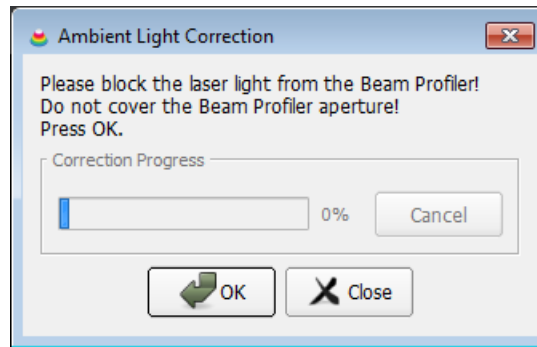 Ambient Light Correction
Please block the laser light from the Beam Profiler!
Do not cover the Beam Profiler aperture!
Press OK.
Correction Progress
0%
Cancel
OK
Close